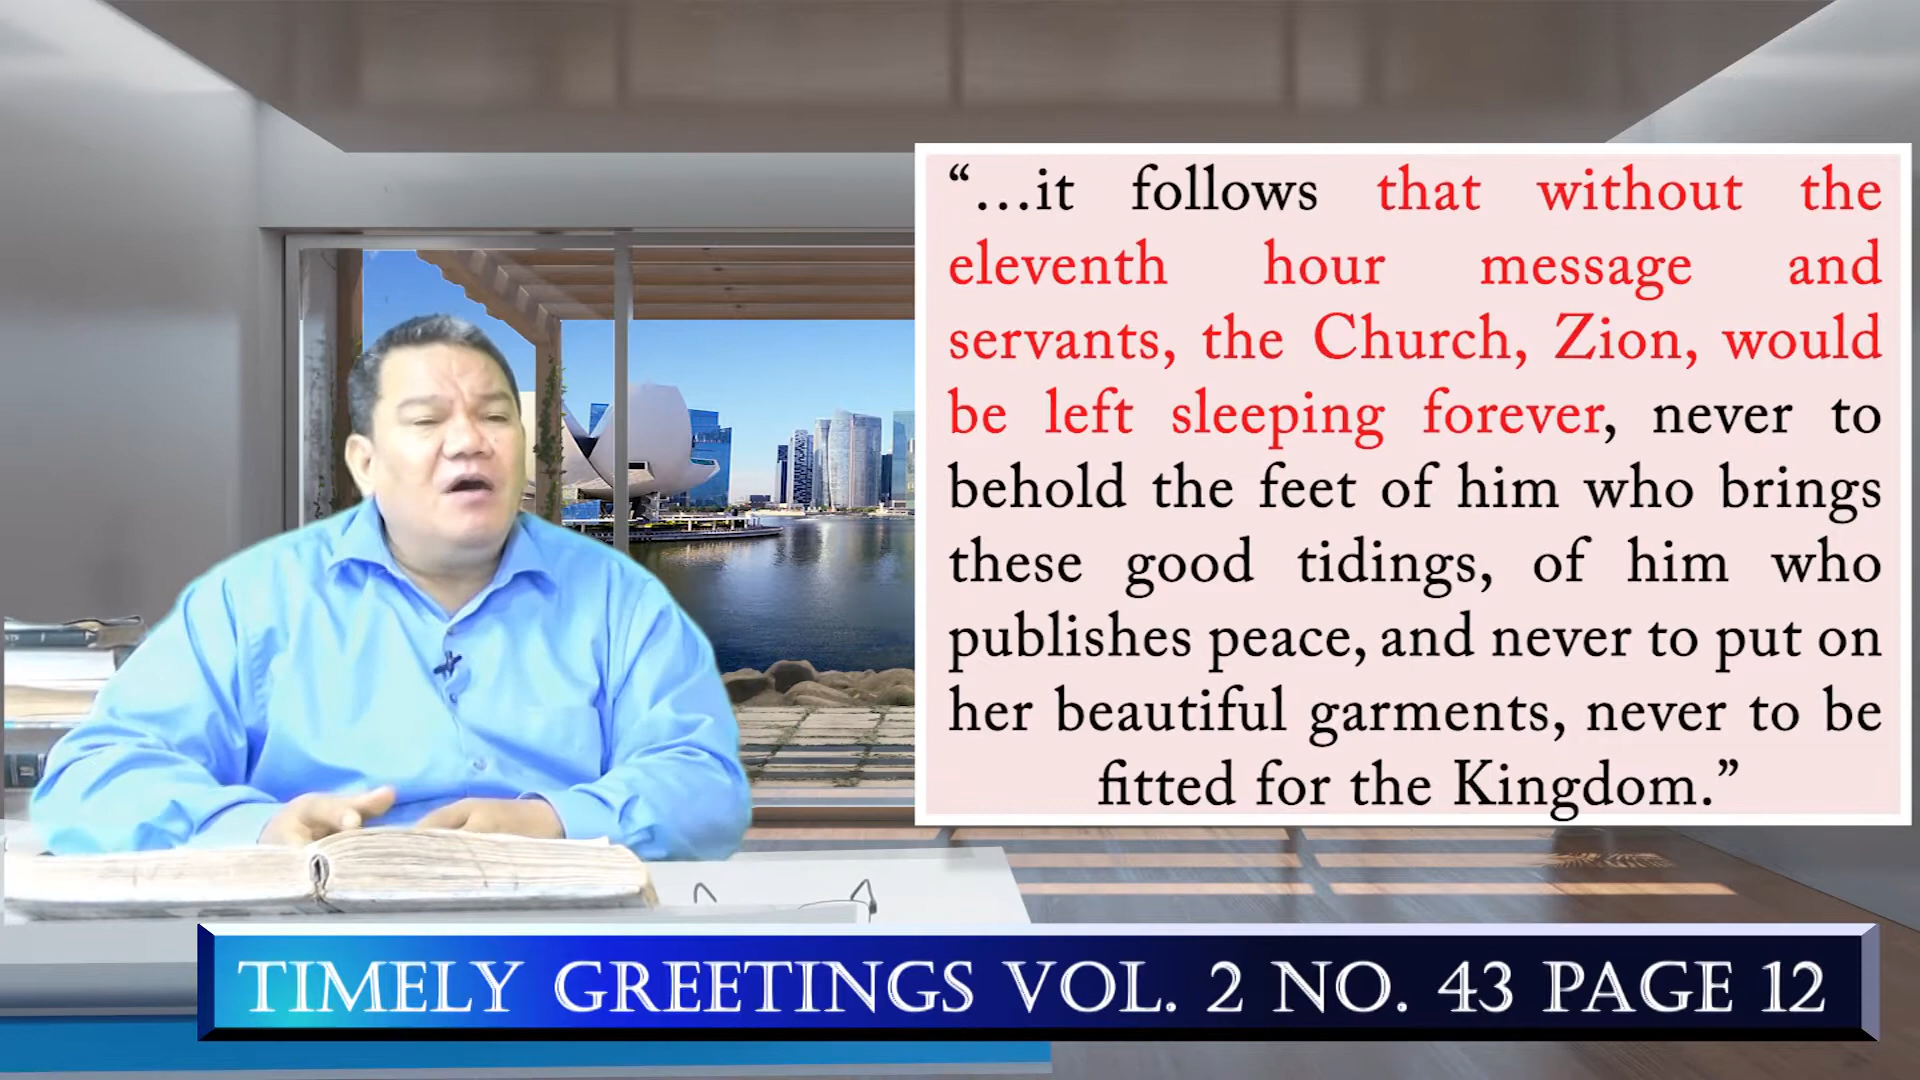 “…it follows that without the
eleventh hour message and
servants, the Church, Zion, would
be left sleeping forever, never to
behold the feet of him who brings
these good tidings, of him who
publishes peace, and never to put on
her beautiful garments, never to be
fitted for the Kingdom.”
TIMELY GREETINGS VOL. 2 NO. 43 PAGE 12